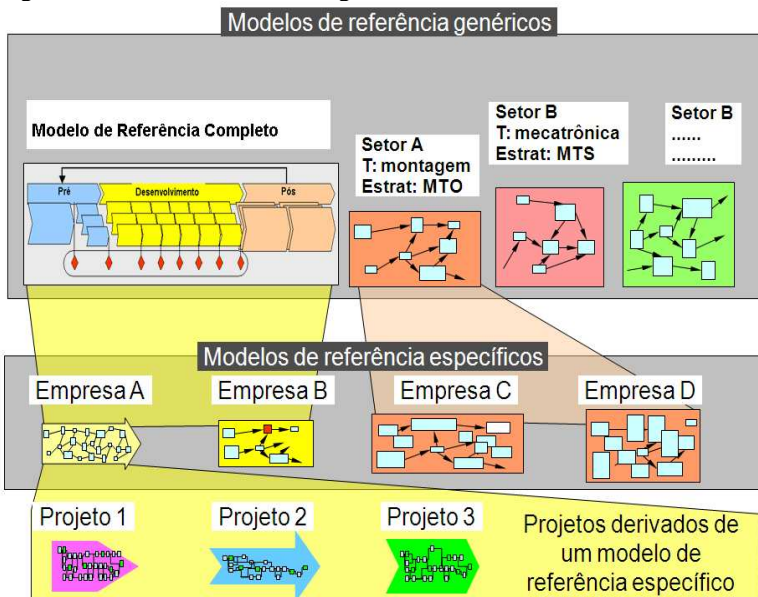 Modelos de referência genéricos
Modelo de Referência Completo
Pré
Desenvolvimento
Pós
Setor A
T: montagem
Estrat: MTO
Setor B
T: mecatrônica
Estrat: MTS
Setor B
......
.........
Modelos de referência específicos
Empresa A
Empresa B
Empresa C
Empresa D
Projeto 1
Projeto 2
Projeto 3
Projetos derivados de
um modelo de
referência específico